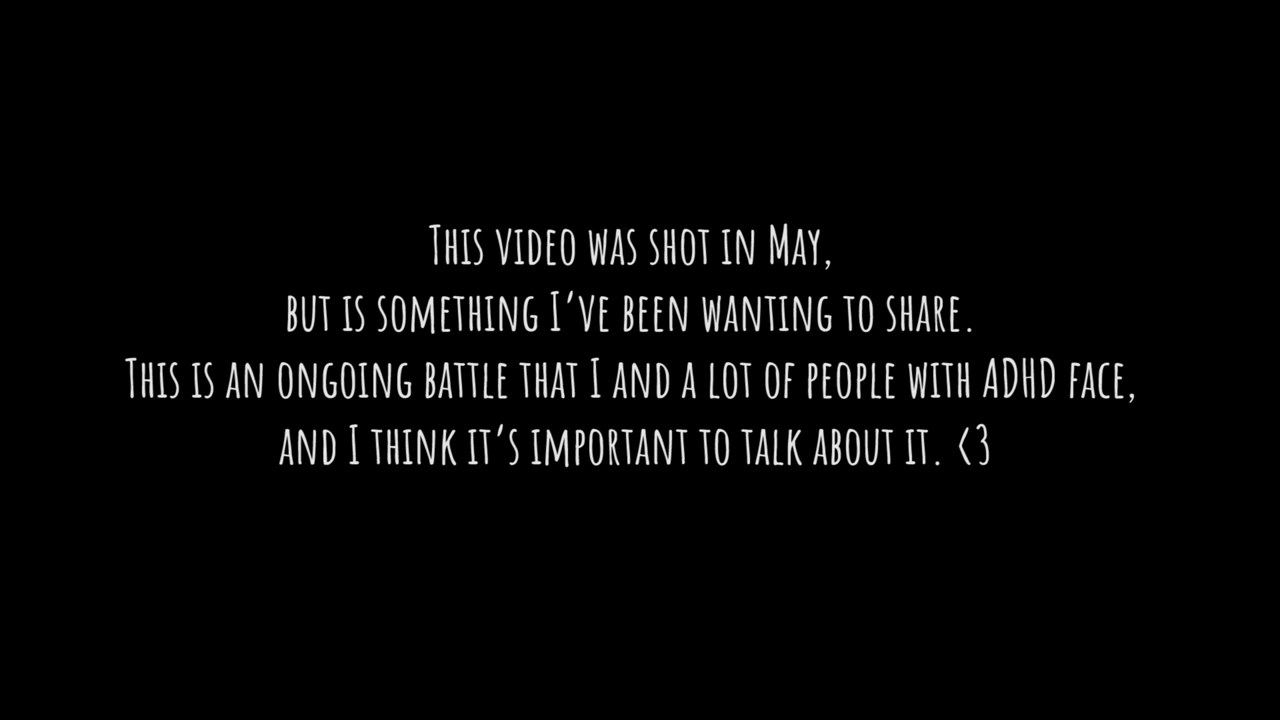 This video was shot in May,
but is something I've been wanting to share.
This is an ongoing battle that I and a lot of people with ADHD face,
and I think it's important to talk about it. <3